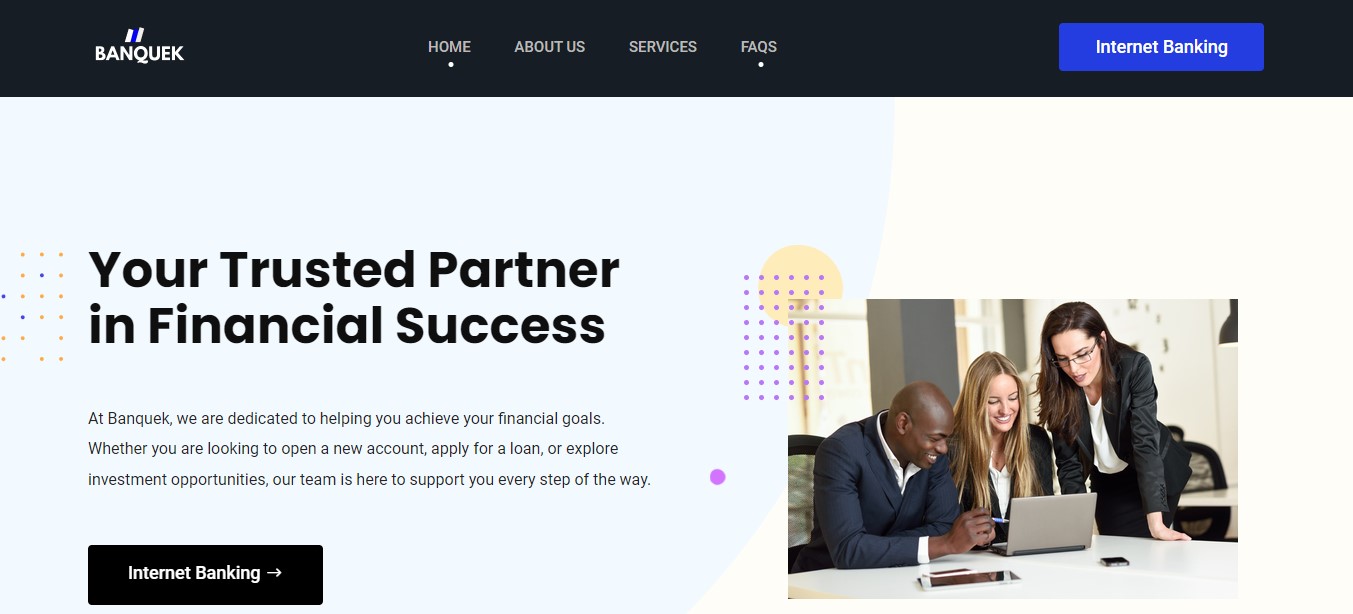 BANQUEK
HOME
ABOUT US
SERVICES
FAQS
Internet Banking
Your Trusted Partner
in Financial Success
At Banquek, we are dedicated to helping you achieve your financial goals.
Whether you are looking to open a new account, apply for a loan, or explore
investment opportunities, our team is here to support you every step of the way.
Internet Banking →